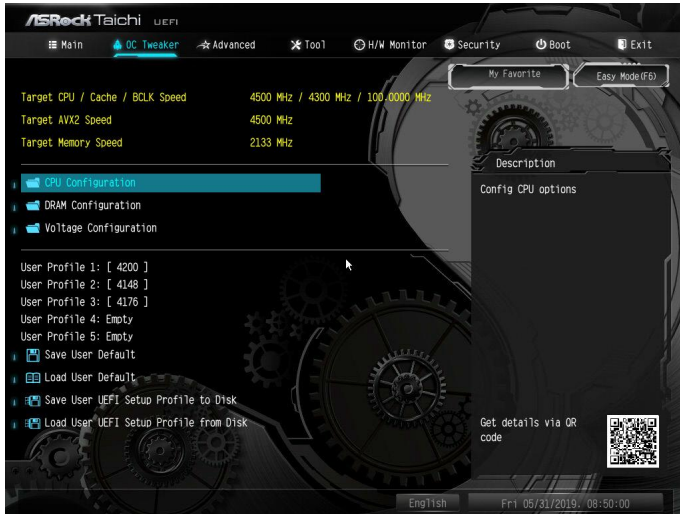 ASRock Taichi UEFI
Main OC Tweaker Advanced Tool H/W Monitor Security Boot Exit
My Favorite Easy Mode(F6)
Target CPU / Cache / BCLK Speed 4500 MHz / 4300 MHz / 100.0000 MHz
Target AVX2 Speed 4500 MHz
Target Memory Speed 2133 MHz
CPU Configuration
DRAM Configuration
Voltage Configuration
User Profile 1: [ 4200 ]
User Profile 2: [ 4148 ]
User Profile 3: [ 4176 ]
User Profile 4: Empty
User Profile 5: Empty
Save User Default
Load User Default
Save User UEFI Setup Profile to Disk
Load User UEFI Setup Profile from Disk
Description
Config CPU options
Get details via QR
code
English Fri 05/31/2019, 08:50:00